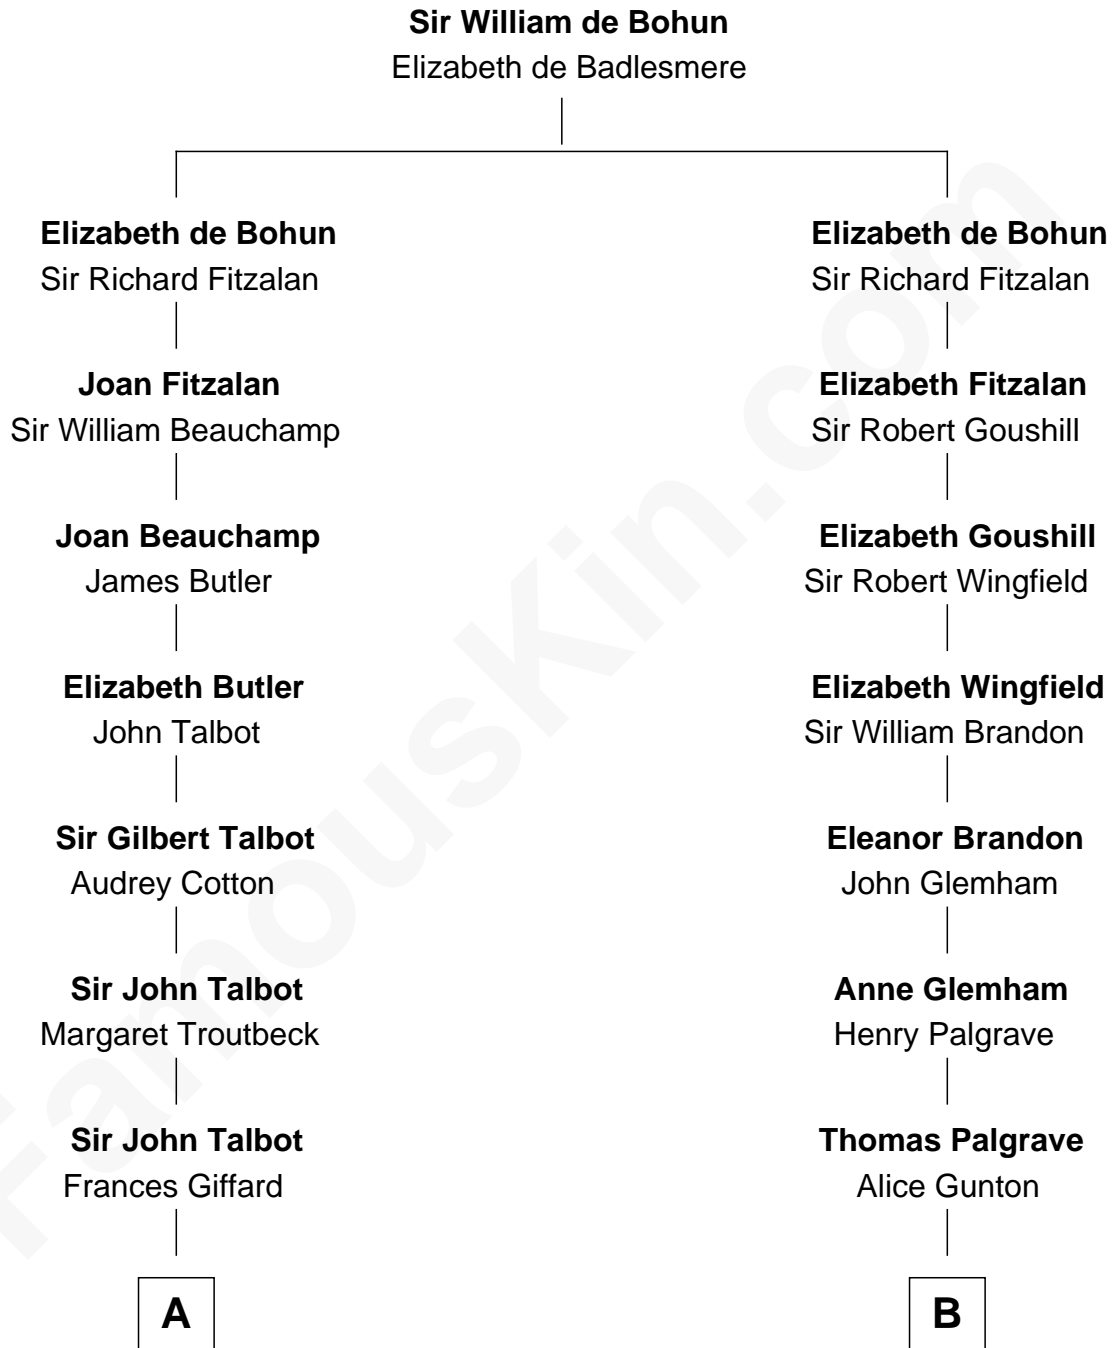 Sir William de Bohun
Elizabeth de Badlesmere
Elizabeth de Bohun
Sir Richard Fitzalan
Elizabeth de Bohun
Sir Richard Fitzalan
Joan Fitzalan
Sir William Beauchamp
Elizabeth Fitzalan
Sir Robert Goushill
Joan Beauchamp
James Butler
Elizabeth Goushill
Sir Robert Wingfield
Elizabeth Butler
John Talbot
Elizabeth Wingfield
Sir William Brandon
Sir Gilbert Talbot
Audrey Cotton
Eleanor Brandon
John Glemham
Sir John Talbot
Margaret Troutbeck
Anne Glemham
Henry Palgrave
Sir John Talbot
Frances Giffard
Thomas Palgrave
Alice Gunton
A
B
FamousKin.com